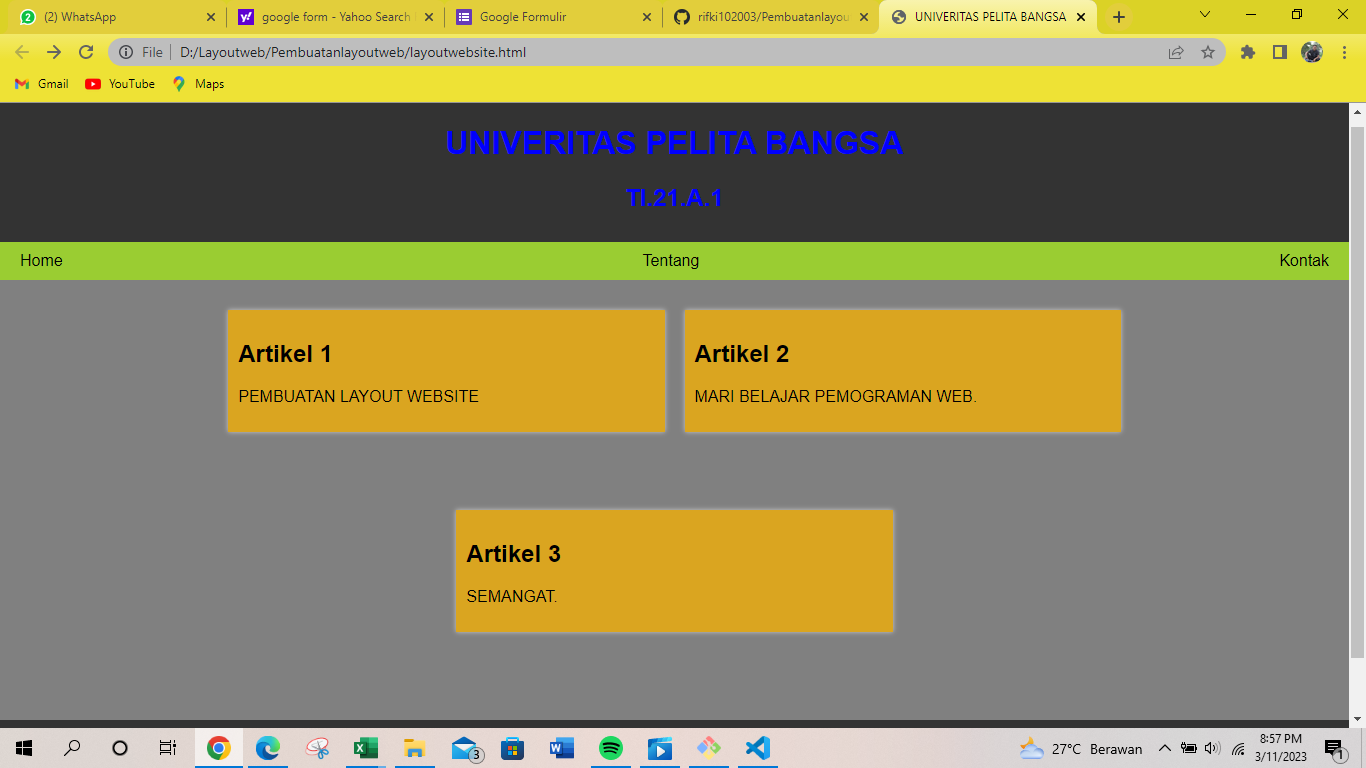 (2) WhatsApp
google form - Yahoo Search
Google Formulir
rifki102003/Pembuatanlayou
UNIVERITAS PELITA BANGSA
File
D:/Layoutweb/Pembuatanlayoutweb/layoutwebsite.html
Gmail
YouTube
Maps
UNIVERITAS PELITA BANGSA
TI.21.A.1
Home
Tentang
Kontak
Artikel 1
PEMBUATAN LAYOUT WEBSITE
Artikel 2
MARI BELAJAR PEMOGRAMAN WEB.
Artikel 3
SEMANGAT.
3
27°C Berawan
8:57 PM
3/11/2023
1